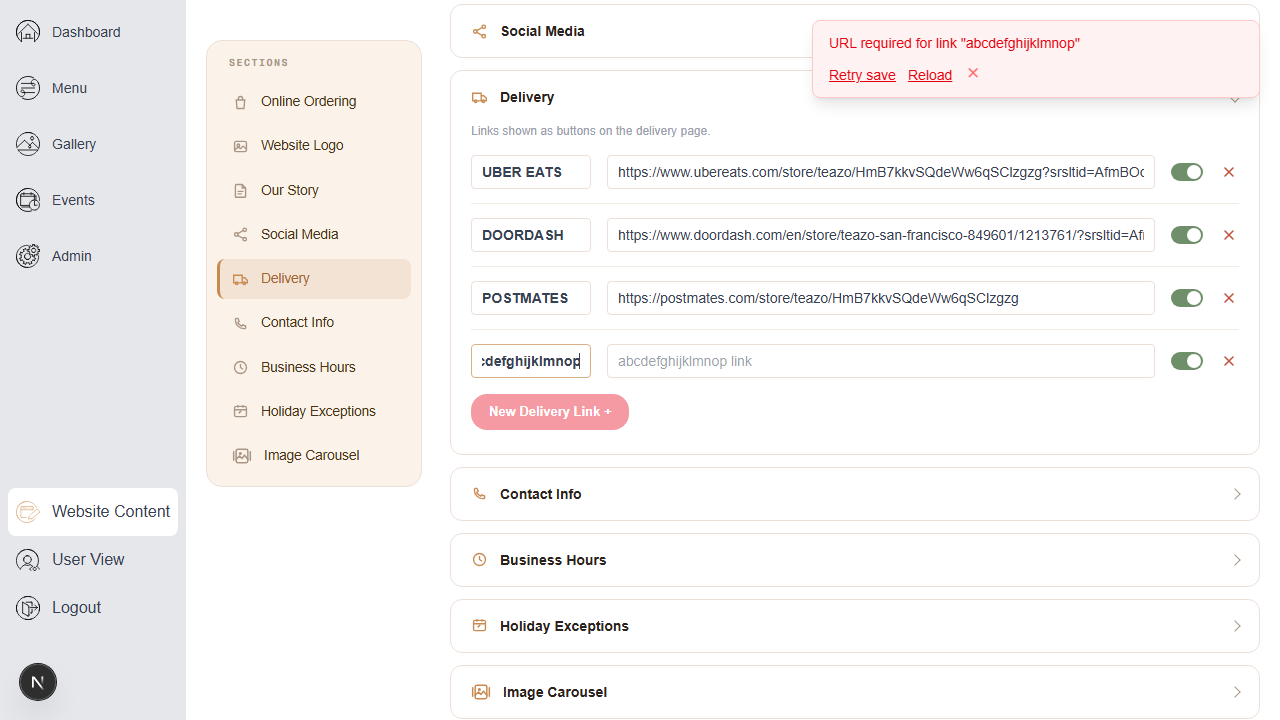 Dashboard
Menu
Gallery
Events
Admin
Website Content
User View
Logout
N
SECTIONS
Online Ordering
Website Logo
Our Story
Social Media
Delivery
Contact Info
Business Hours
Holiday Exceptions
Image Carousel
Social Media
URL required for link "abcdefghijklmnop"
Retry save Reload
Delivery
Links shown as buttons on the delivery page.
UBER EATS https://www.ubereats.com/store/teazo/HmB7kkvSQdeWw6qSClzgzg?srsltid=AfmBOo
DOORDASH https://www.doordash.com/en/store/teazo-san-francisco-849601/1213761/?srsltid=Af
POSTMATES https://postmates.com/store/teazo/HmB7kkvSQdeWw6qSClzgzg
cdefghijklmnop abcdefghijklmnop link
New Delivery Link +
Contact Info
Business Hours
Holiday Exceptions
Image Carousel